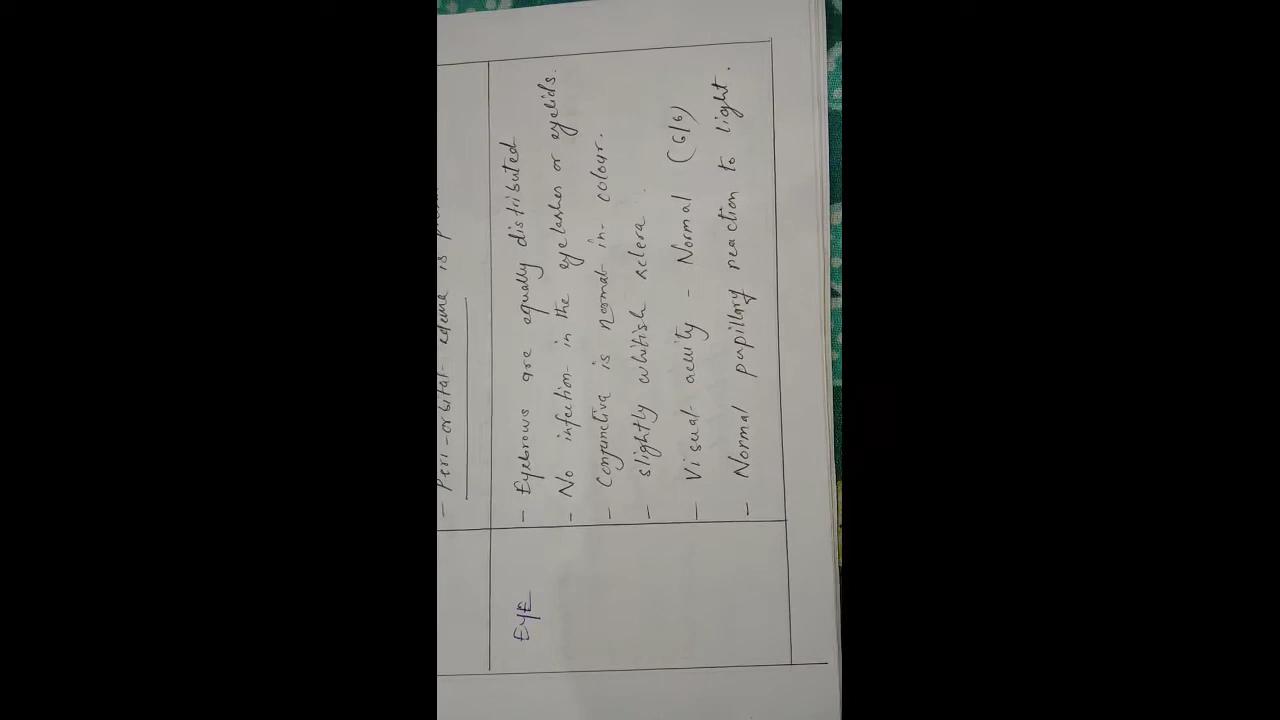 - Peri-orbital edema is
EYE
- Eyebrows are equally distributed
- No infection in the eyelashes or eyelids.
- Conjunctiva is normal in colour.
- slightly whitish sclera
- Visual acuity - Normal (6/6)
- Normal pupillary reaction to light.